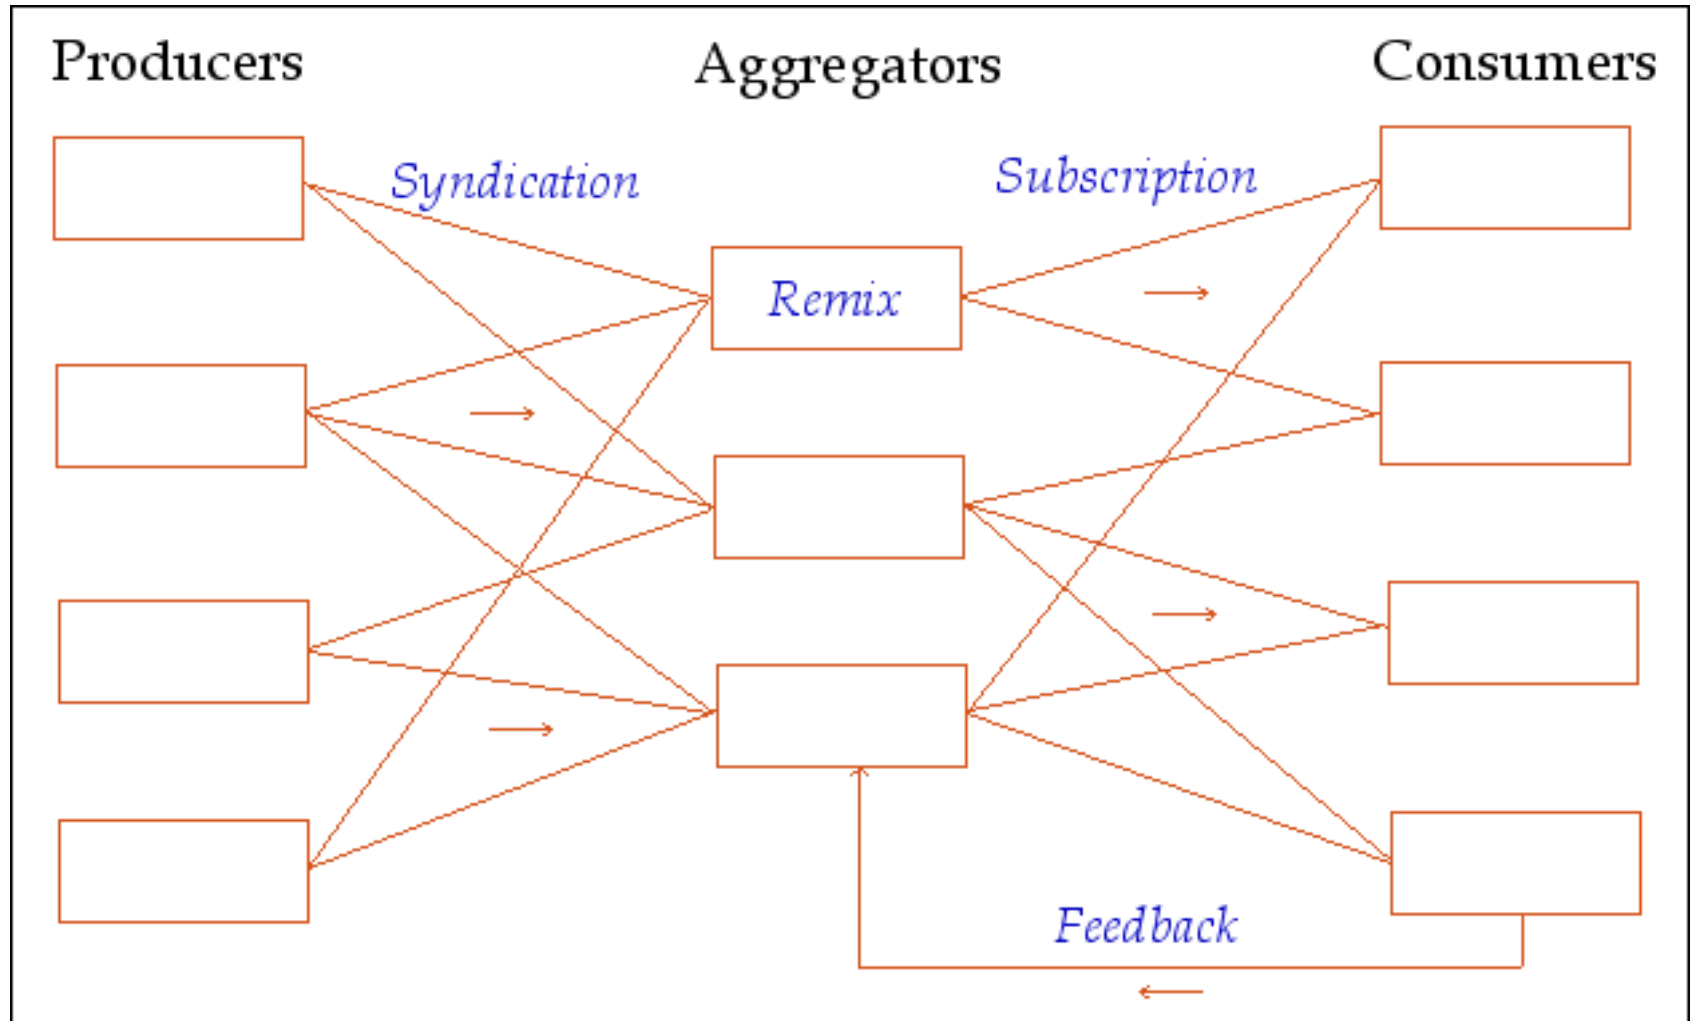 Producers
Aggregators
Consumers
Syndication
Subscription
Remix
Feedback